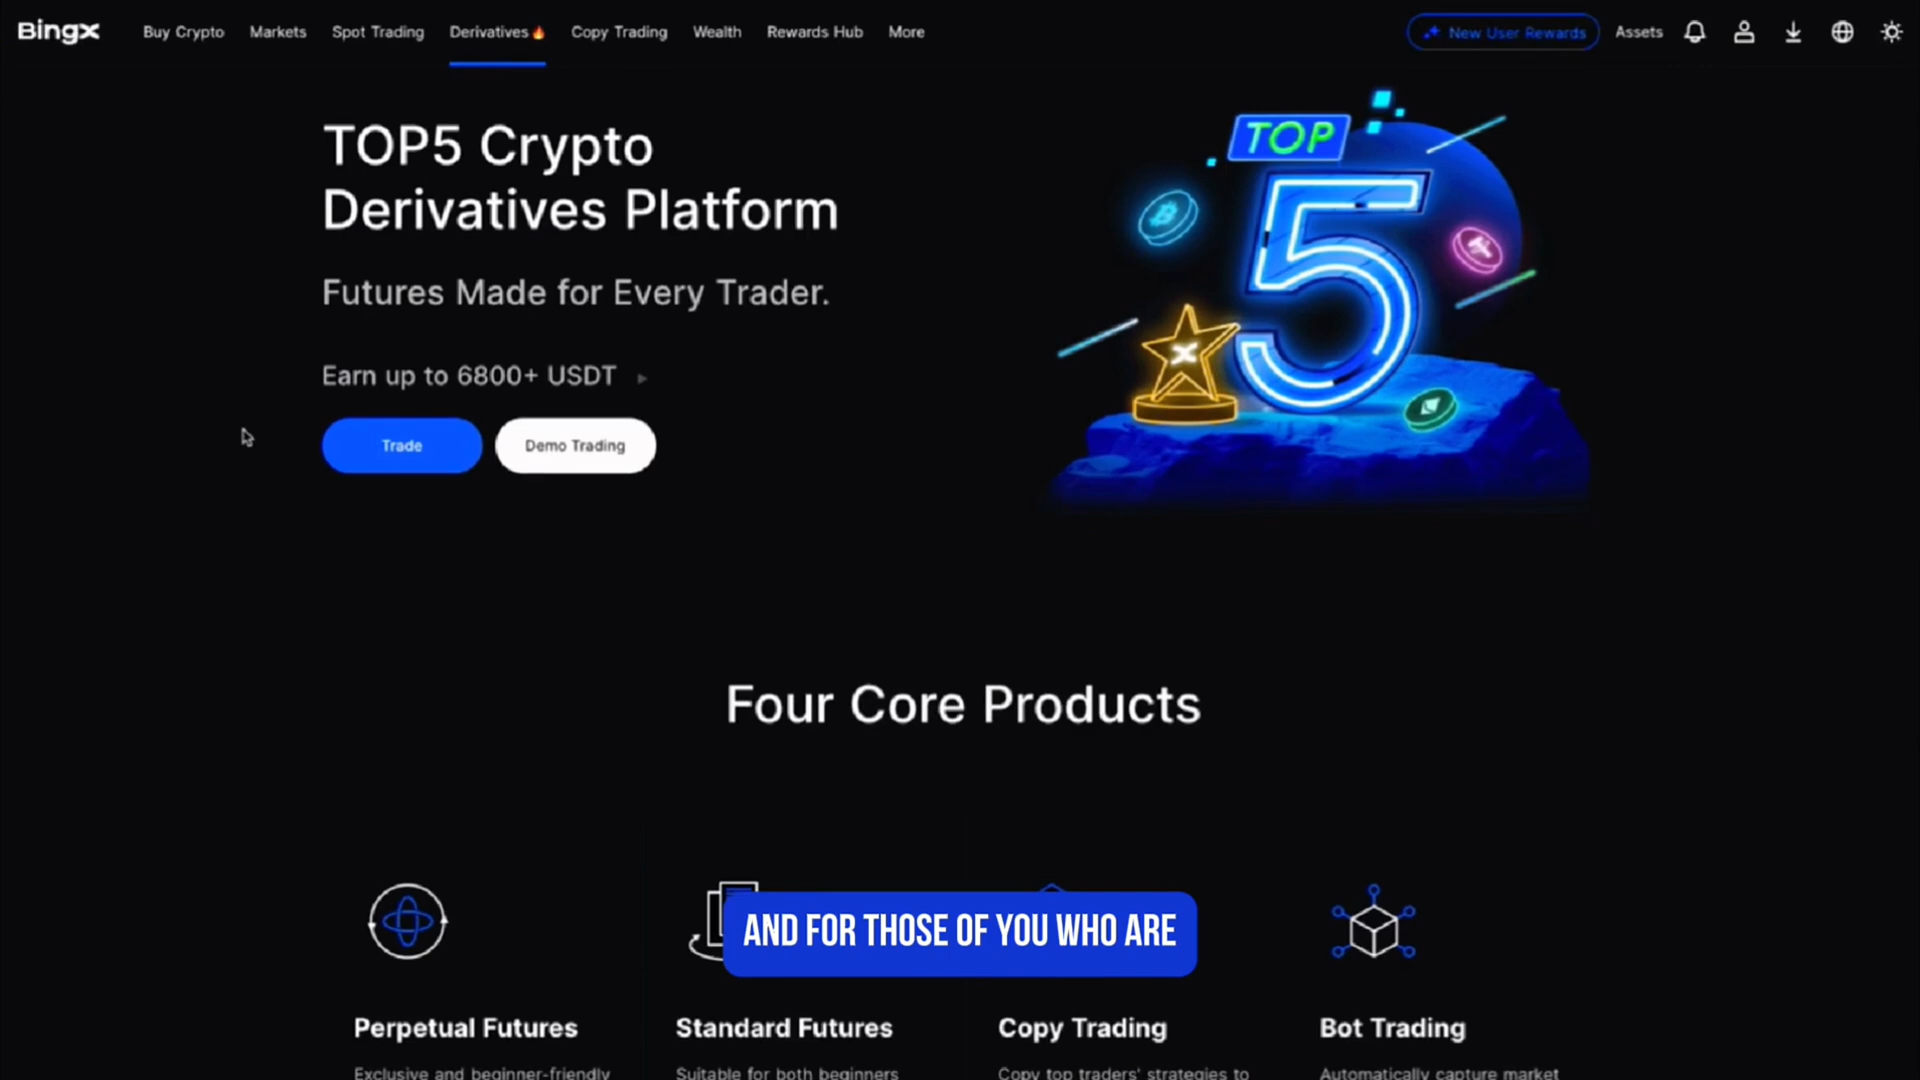 BingX
Buy Crypto
Markets
Spot Trading
Derivatives
Copy Trading
Wealth
Rewards Hub
More
New User Rewards
Assets
TOP5 Crypto
Derivatives Platform
Futures Made for Every Trader.
Earn up to 6800+ USDT
Trade
Demo Trading
TOP
5
Four Core Products
AND FOR THOSE OF YOU WHO ARE
Perpetual Futures
Standard Futures
Copy Trading
Bot Trading
Exclusive and beginner-friendly
Suitable for both beginners
Copy top traders' strategies to
Automatically capture market